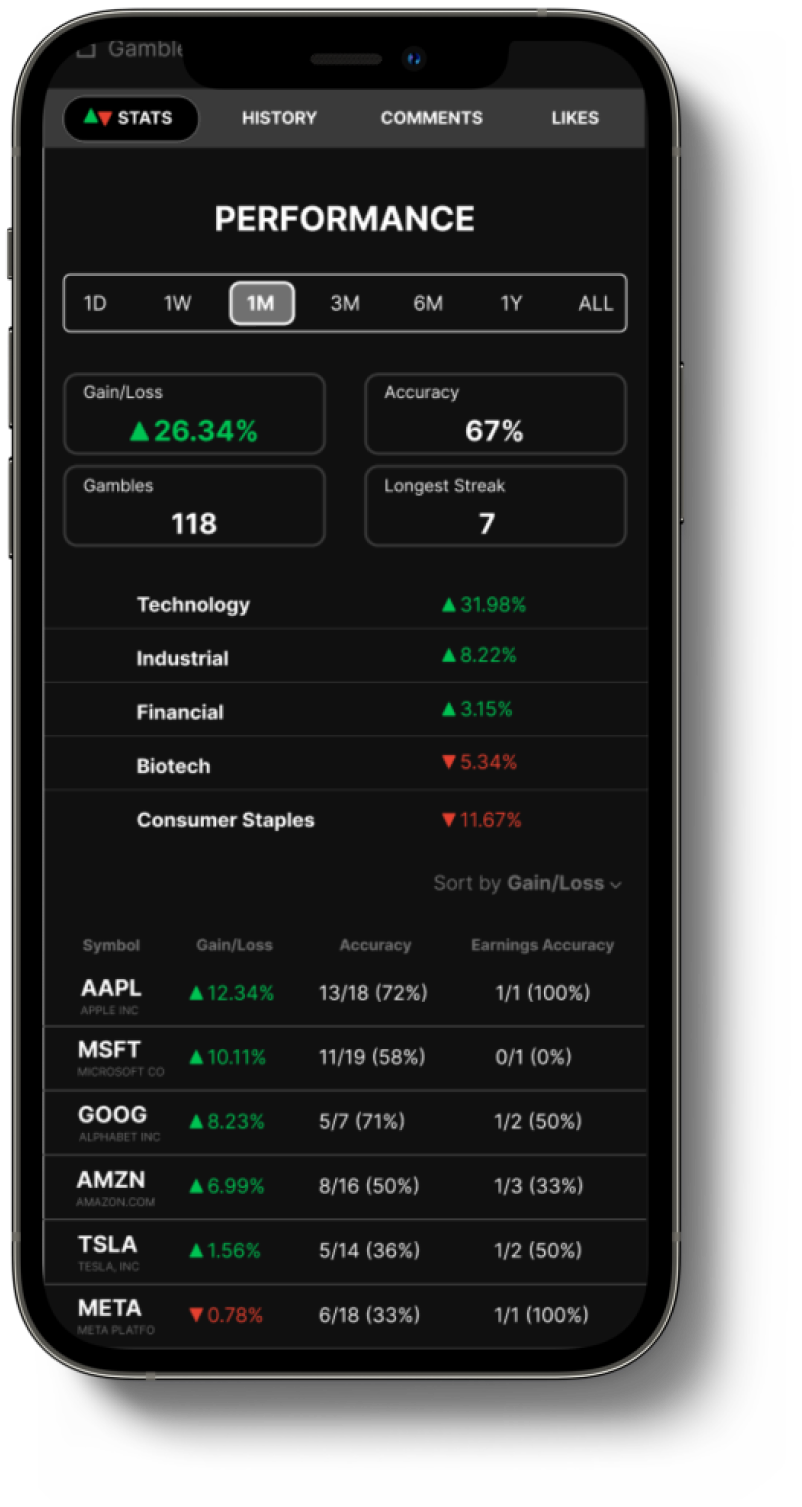 Gamble
STATS HISTORY COMMENTS LIKES
PERFORMANCE
1D 1W 1M 3M 6M 1Y ALL
Gain/Loss Accuracy
▲26.34% 67%
Gambles Longest Streak
118 7
Technology ▲31.98%
Industrial ▲8.22%
Financial ▲3.15%
Biotech ▼5.34%
Consumer Staples ▼11.67%
Sort by Gain/Loss
Symbol Gain/Loss Accuracy Earnings Accuracy
AAPL ▲12.34% 13/18 (72%) 1/1 (100%)
APPLE INC
MSFT ▲10.11% 11/19 (58%) 0/1 (0%)
MICROSOFT CO
GOOG ▲8.23% 5/7 (71%) 1/2 (50%)
ALPHABET INC
AMZN ▲6.99% 8/16 (50%) 1/3 (33%)
AMAZON.COM
TSLA ▲1.56% 5/14 (36%) 1/2 (50%)
TESLA, INC
META ▼0.78% 6/18 (33%) 1/1 (100%)
META PLATFO